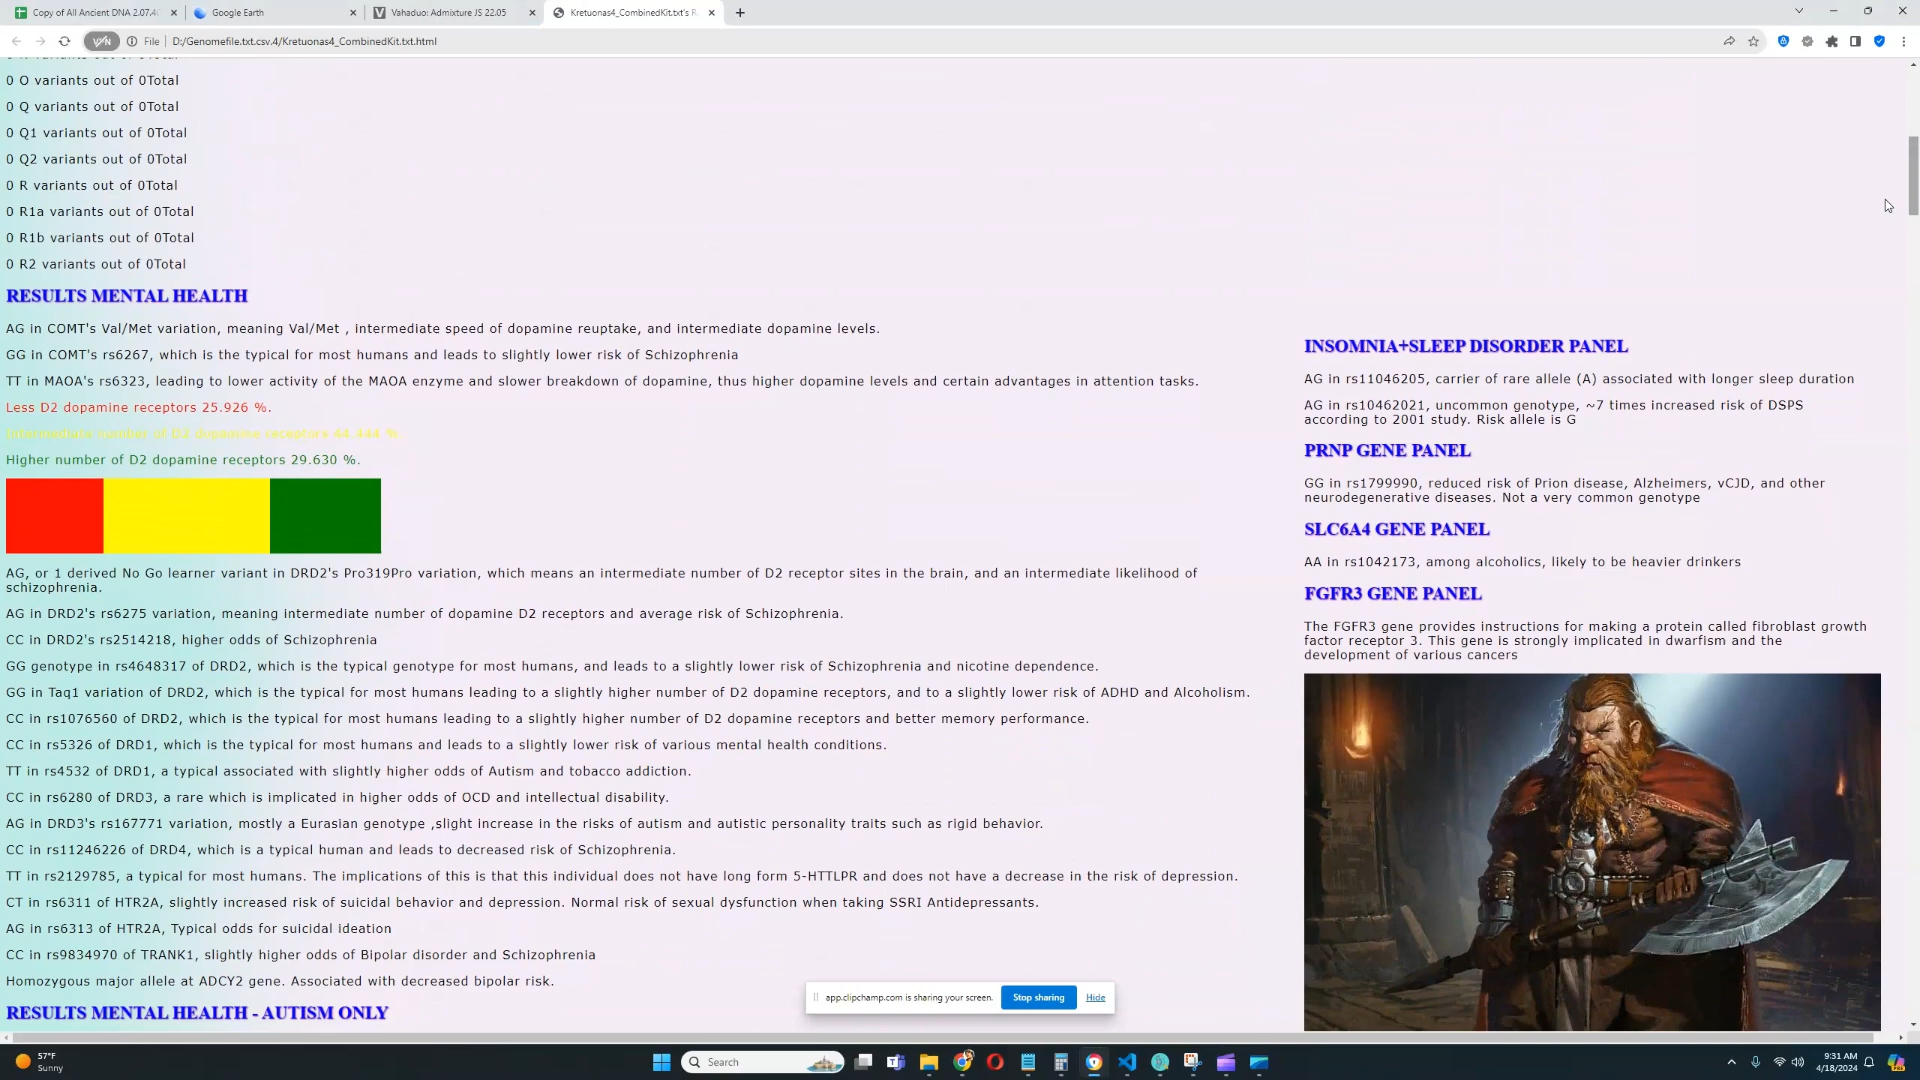 Copy of All Ancient DNA 2.07.4
Google Earth
Vahaduo: Admixture JS 22.05
Kretuonas4_CombinedKit.txt's R
VPN
File
D:/Genomefile.txt.csv.4/Kretuonas4_CombinedKit.txt.html
0 O variants out of 0Total
0 Q variants out of 0Total
0 Q1 variants out of 0Total
0 Q2 variants out of 0Total
0 R variants out of 0Total
0 R1a variants out of 0Total
0 R1b variants out of 0Total
0 R2 variants out of 0Total
RESULTS MENTAL HEALTH
AG in COMT's Val/Met variation, meaning Val/Met , intermediate speed of dopamine reuptake, and intermediate dopamine levels.
GG in COMT's rs6267, which is the typical for most humans and leads to slightly lower risk of Schizophrenia
TT in MAOA's rs6323, leading to lower activity of the MAOA enzyme and slower breakdown of dopamine, thus higher dopamine levels and certain advantages in attention tasks.
Less D2 dopamine receptors 25.926 %.
Intermediate number of D2 dopamine receptors 44.444 %.
Higher number of D2 dopamine receptors 29.630 %.
AG, or 1 derived No Go learner variant in DRD2's Pro319Pro variation, which means an intermediate number of D2 receptor sites in the brain, and an intermediate likelihood of
schizophrenia.
AG in DRD2's rs6275 variation, meaning intermediate number of dopamine D2 receptors and average risk of Schizophrenia.
CC in DRD2's rs2514218, higher odds of Schizophrenia
GG genotype in rs4648317 of DRD2, which is the typical genotype for most humans, and leads to a slightly lower risk of Schizophrenia and nicotine dependence.
GG in Taq1 variation of DRD2, which is the typical for most humans leading to a slightly higher number of D2 dopamine receptors, and to a slightly lower risk of ADHD and Alcoholism.
CC in rs1076560 of DRD2, which is the typical for most humans leading to a slightly higher number of D2 dopamine receptors and better memory performance.
CC in rs5326 of DRD1, which is the typical for most humans and leads to a slightly lower risk of various mental health conditions.
TT in rs4532 of DRD1, a typical associated with slightly higher odds of Autism and tobacco addiction.
CC in rs6280 of DRD3, a rare which is implicated in higher odds of OCD and intellectual disability.
AG in DRD3's rs167771 variation, mostly a Eurasian genotype ,slight increase in the risks of autism and autistic personality traits such as rigid behavior.
CC in rs11246226 of DRD4, which is a typical human and leads to decreased risk of Schizophrenia.
TT in rs2129785, a typical for most humans. The implications of this is that this individual does not have long form 5-HTTLPR and does not have a decrease in the risk of depression.
CT in rs6311 of HTR2A, slightly increased risk of suicidal behavior and depression. Normal risk of sexual dysfunction when taking SSRI Antidepressants.
AG in rs6313 of HTR2A, Typical odds for suicidal ideation
CC in rs9834970 of TRANK1, slightly higher odds of Bipolar disorder and Schizophrenia
Homozygous major allele at ADCY2 gene. Associated with decreased bipolar risk.
RESULTS MENTAL HEALTH - AUTISM ONLY
INSOMNIA+SLEEP DISORDER PANEL
AG in rs11046205, carrier of rare allele (A) associated with longer sleep duration
AG in rs10462021, uncommon genotype, ~7 times increased risk of DSPS
according to 2001 study. Risk allele is G
PRNP GENE PANEL
GG in rs1799990, reduced risk of Prion disease, Alzheimers, vCJD, and other
neurodegenerative diseases. Not a very common genotype
SLC6A4 GENE PANEL
AA in rs1042173, among alcoholics, likely to be heavier drinkers
FGFR3 GENE PANEL
The FGFR3 gene provides instructions for making a protein called fibroblast growth
factor receptor 3. This gene is strongly implicated in dwarfism and the
development of various cancers
app.clipchamp.com is sharing your screen.
Stop sharing
Hide
57°F
Sunny
Search
9:31 AM
4/18/2024